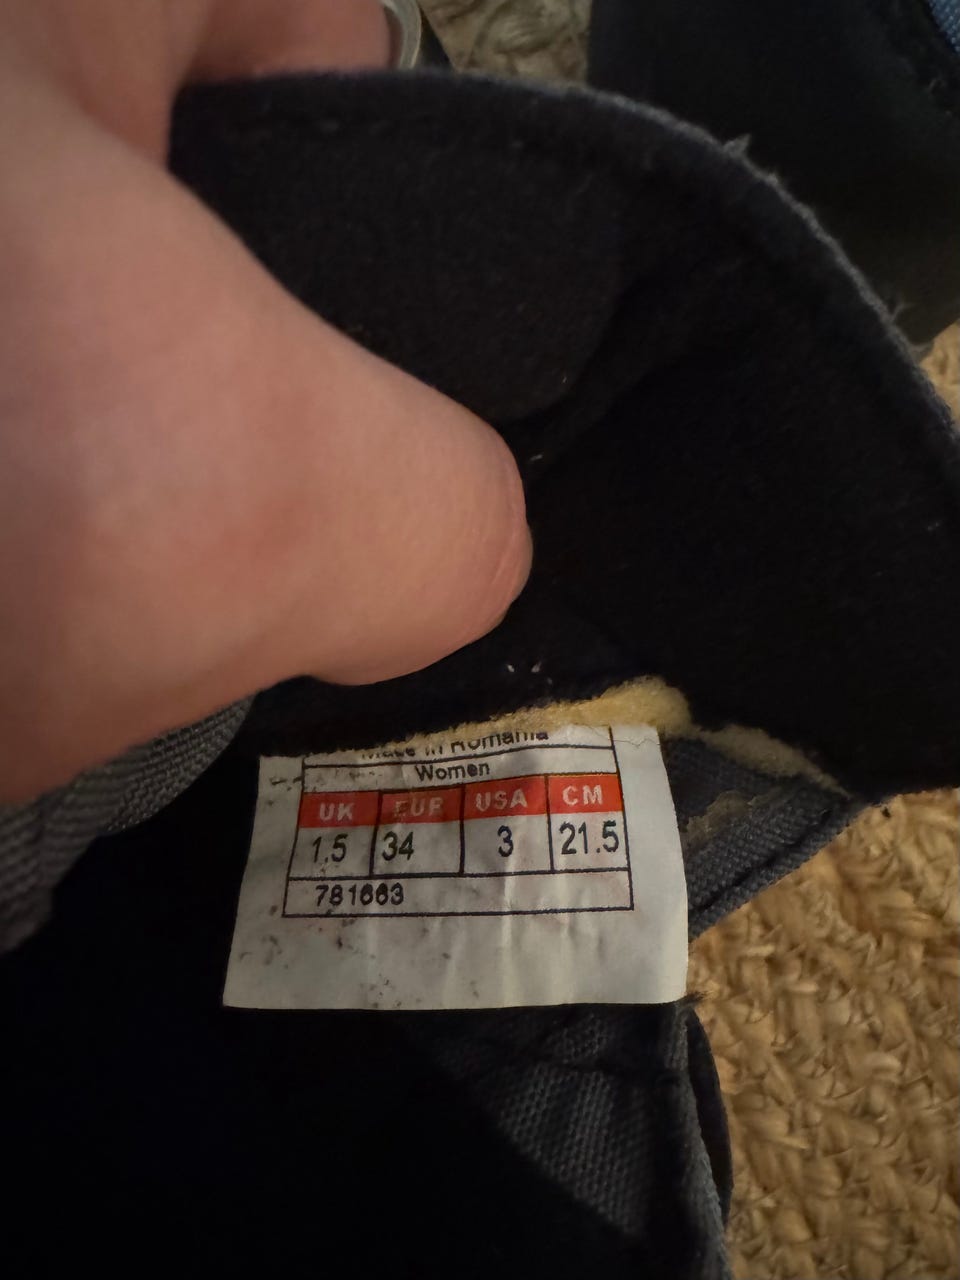 Made in Romania
Women
UK EUR USA CM
1.5 34 3 21.5
781663